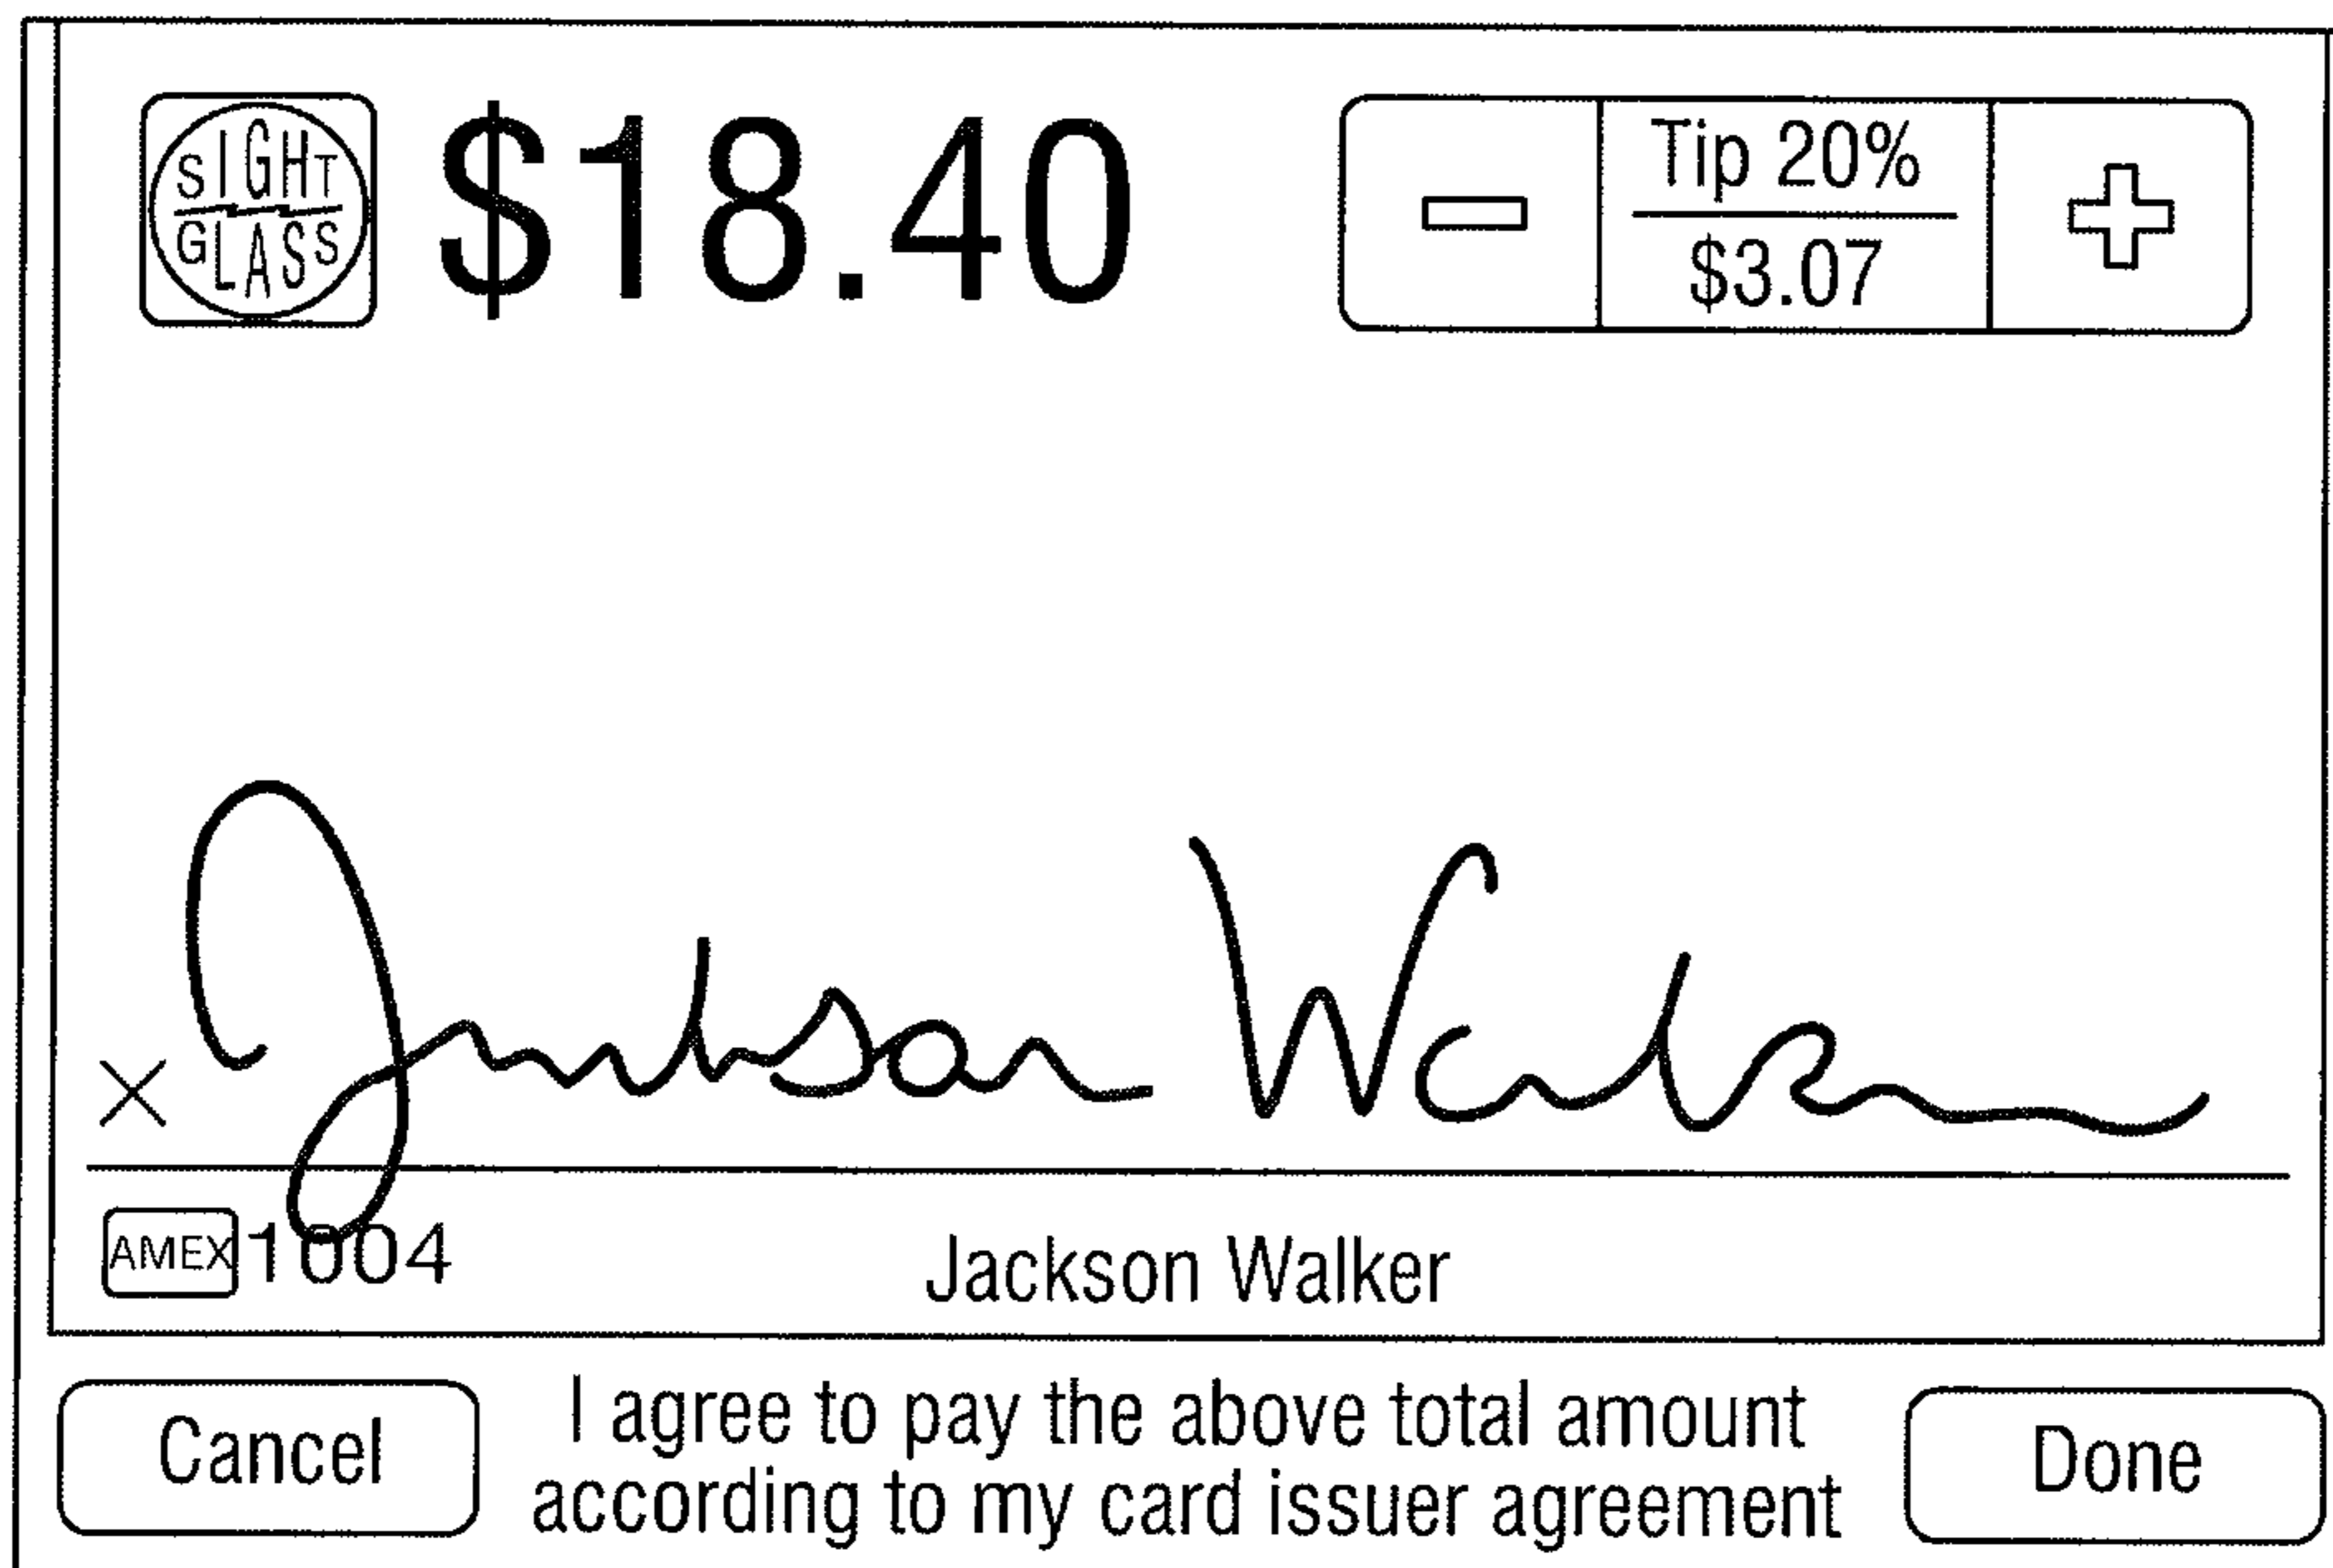 SIGHT
GLASS
$18.40
Tip 20%
$3.07
Jackson Walker
AMEX 1004
Jackson Walker
Cancel
I agree to pay the above total amount
according to my card issuer agreement
Done